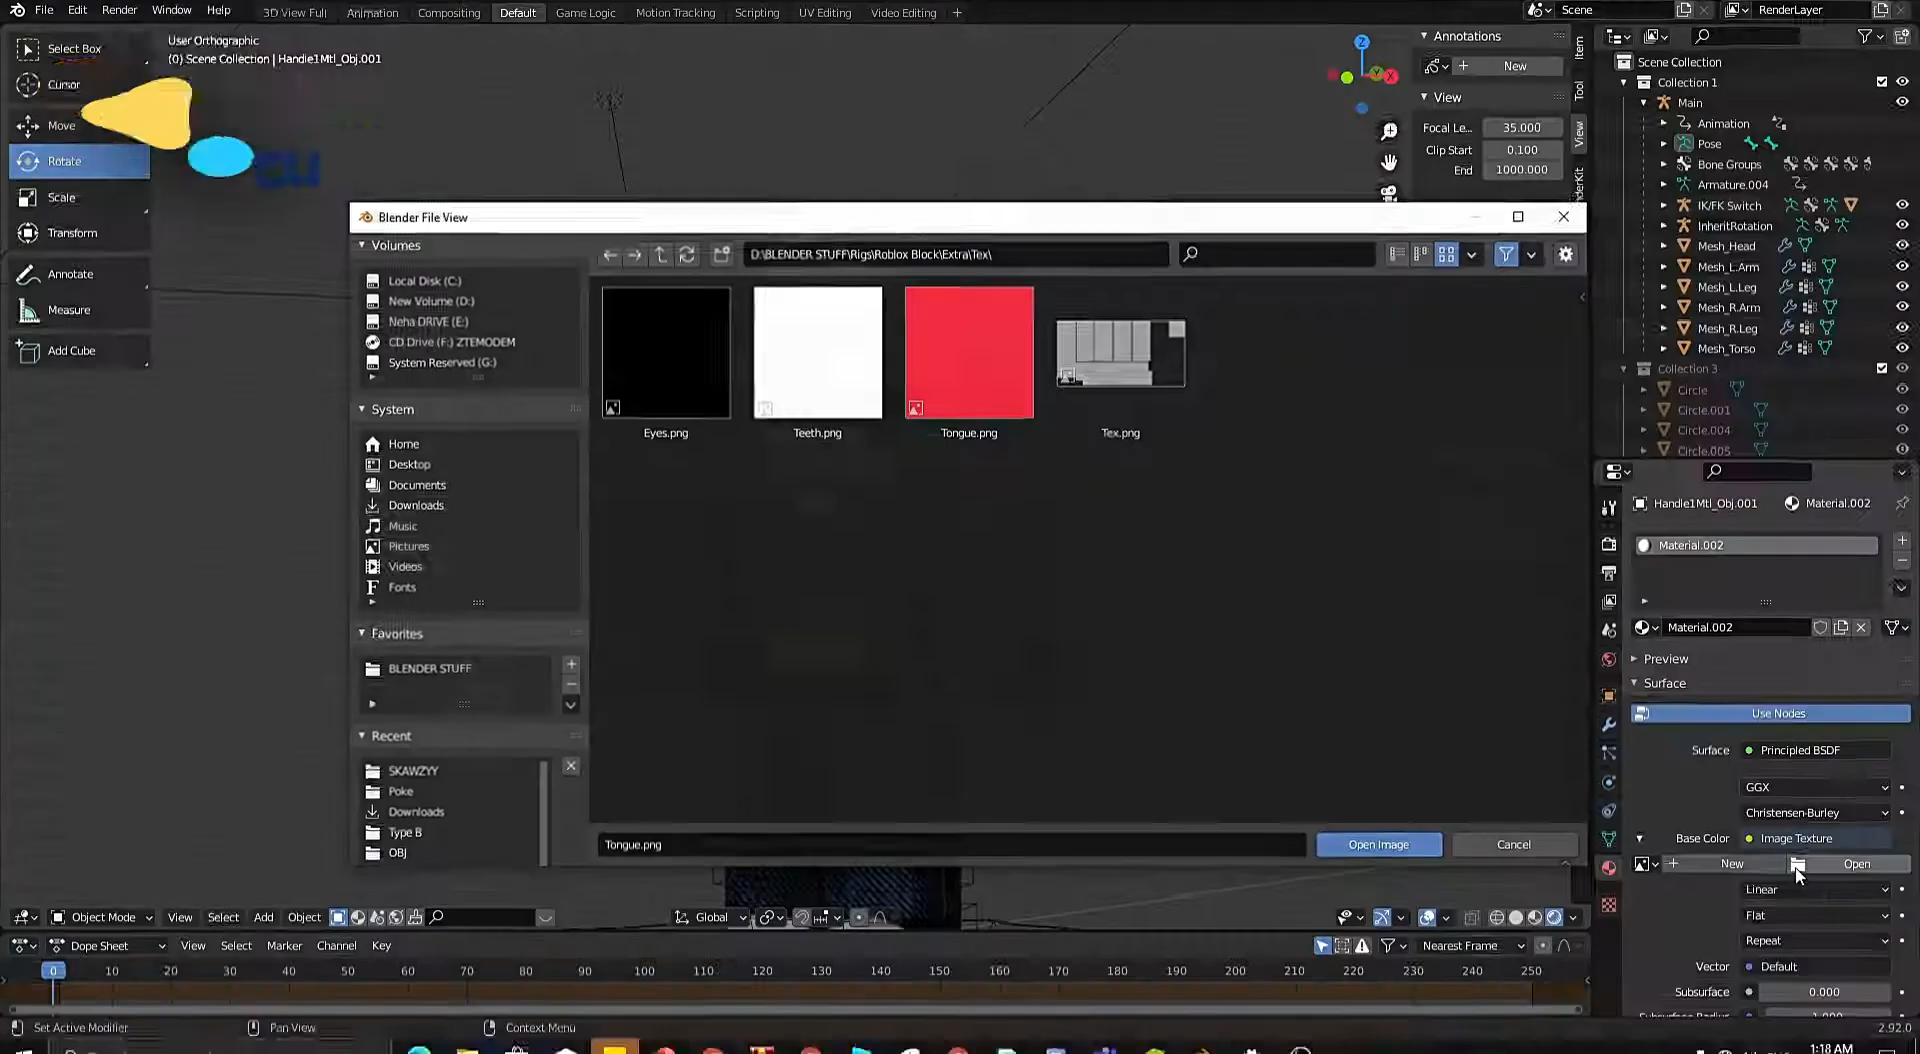 File Edit Render Window Help 3D View Full Animation Compositing Default Game Logic Motion Tracking Scripting UV Editing Video Editing + Scene RenderLayer
Select Box
Cursor
Move
Rotate
Scale
Transform
Annotate
Measure
Add Cube
User Orthographic
(0) Scene Collection | Handle1Mtl_Obj.001
Z
Y
X
Annotations
New
View
Focal Le... 35.000
Clip Start 0.100
End 1000.000
Item
Tool
View
Scene Collection
Collection 1
Main
Animation
Pose
Bone Groups
Armature.004
IK/FK Switch
InheritRotation
Mesh_Head
Mesh_L.Arm
Mesh_L.Leg
Mesh_R.Arm
Mesh_R.Leg
Mesh_Torso
Collection 3
Circle
Circle.001
Circle.004
Circle.005
Blender File View
Volumes
Local Disk (C:)
New Volume (D:)
Neha DRIVE (E:)
CD Drive (F:) ZTEMODEM
System Reserved (G:)
System
Home
Desktop
Documents
Downloads
Music
Pictures
Videos
Fonts
Favorites
BLENDER STUFF
Recent
SKAWZYY
Poke
Downloads
Type B
OBJ
D:\BLENDER STUFF\Rigs\Roblox Block\Extra\Tex\
Eyes.png
Teeth.png
Tongue.png
Tex.png
Tongue.png
Open Image
Cancel
Handle1Mtl_Obj.001 Material.002
Material.002
Material.002
Preview
Surface
Use Nodes
Surface Principled BSDF
GGX
Christensen-Burley
Base Color Image Texture
New Open
Linear
Flat
Repeat
Vector Default
Subsurface 0.000
Object Mode View Select Add Object Global
Dope Sheet View Select Marker Channel Key Nearest Frame
0 10 20 30 40 50 60 70 80 90 100 110 120 130 140 150 160 170 180 190 200 210 220 230 240 250
Set Active Modifier Pan View Context Menu 2.92.0
1:18 AM